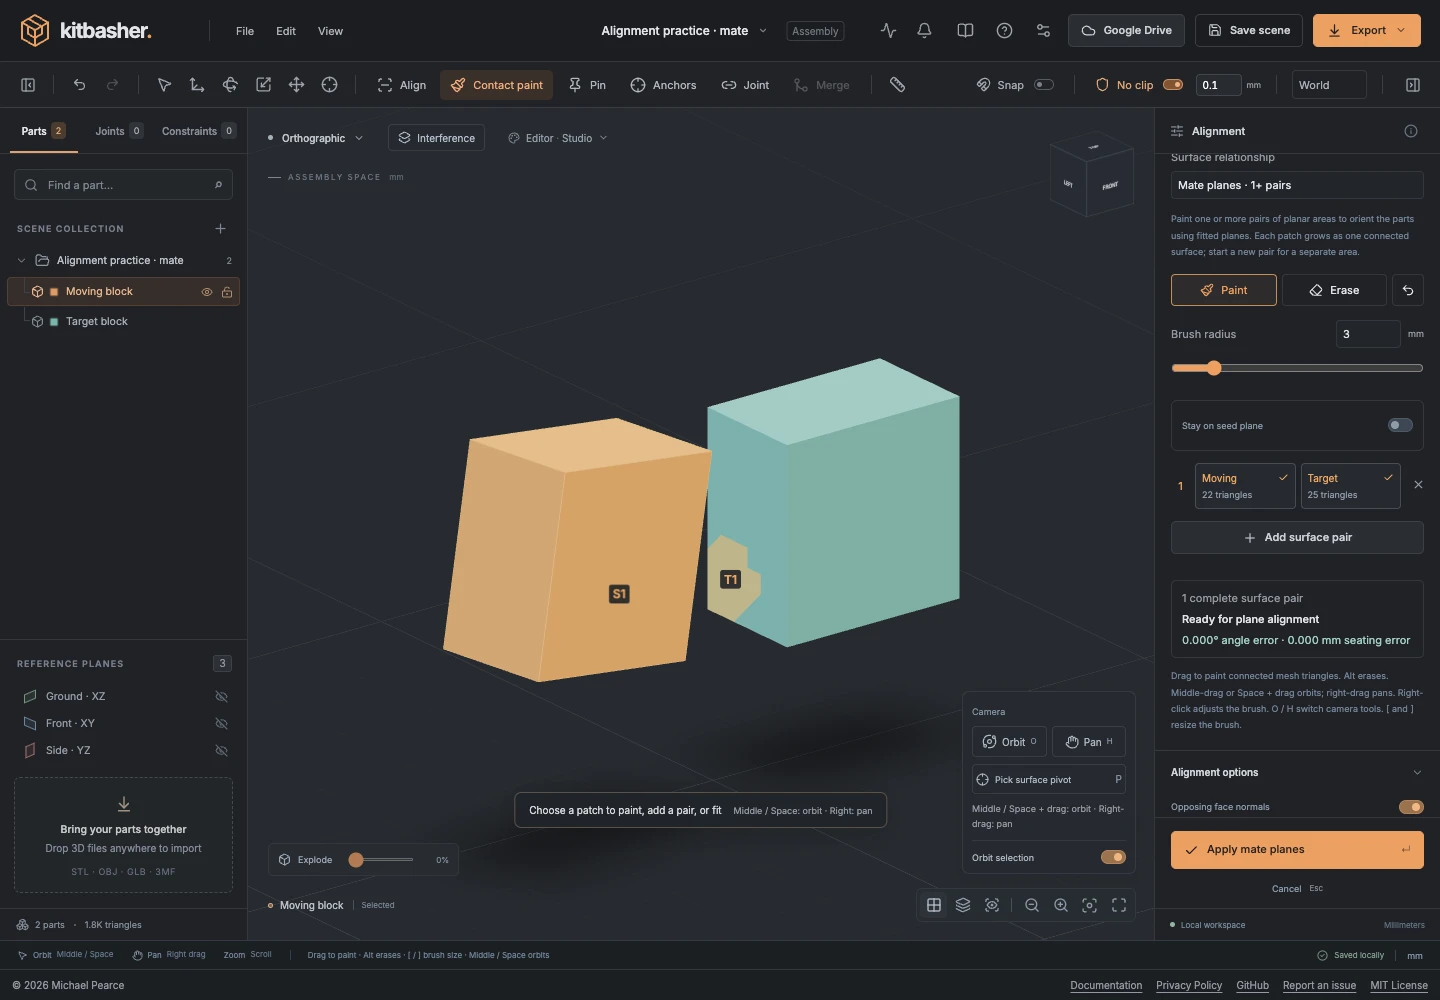 kitbasher.
File Edit View
Alignment practice · mate
Assembly
Google Drive
Save scene
Export
Align
Contact paint
Pin
Anchors
Joint
Merge
Snap
No clip
0.1 mm
World
Parts 2
Joints 0
Constraints 0
Find a part...
SCENE COLLECTION
Alignment practice · mate 2
Moving block
Target block
REFERENCE PLANES 3
Ground · XZ
Front · XY
Side · YZ
Bring your parts together
Drop 3D files anywhere to import
STL · OBJ · GLB · 3MF
2 parts · 1.8K triangles
Orthographic
Interference
Editor · Studio
ASSEMBLY SPACE mm
FRONT
S1
T1
Choose a patch to paint, add a pair, or fit Middle / Space: orbit · Right: pan
Explode 0%
Moving block Selected
Camera
Orbit O
Pan H
Pick surface pivot P
Middle / Space + drag: orbit · Right-
drag: pan
Orbit selection
Alignment
Surface relationship
Mate planes · 1+ pairs
Paint one or more pairs of planar areas to orient the parts
using fitted planes. Each patch grows as one connected
surface; start a new pair for a separate area.
Paint
Erase
Brush radius 3 mm
Stay on seed plane
1
Moving
22 triangles
Target
25 triangles
Add surface pair
1 complete surface pair
Ready for plane alignment
0.000° angle error · 0.000 mm seating error
Drag to paint connected mesh triangles. Alt erases.
Middle-drag or Space + drag orbits; right-drag pans. Right-
click adjusts the brush. O / H switch camera tools. [ and ]
resize the brush.
Alignment options
Opposing face normals
Apply mate planes
Cancel Esc
Local workspace Millimeters
Orbit Middle / Space
Pan Right drag
Zoom Scroll
Drag to paint · Alt erases · [ / ] brush size · Middle / Space orbits
Saved locally mm
© 2026 Michael Pearce
Documentation
Privacy Policy
GitHub
Report an issue
MIT License